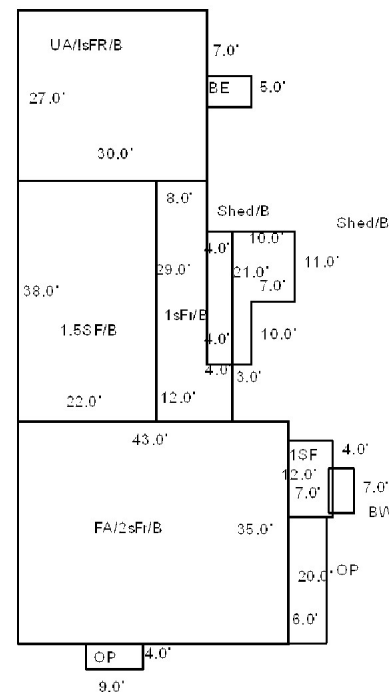 UA/IsFR/B
7.0'
BE
5.0'
27.0'
30.0'
8.0'
Shed/B
Shed/B
4.0'
10.0'
29.0'
21.0'
11.0'
7.0'
38.0'
1sFr/B
1.5SF/B
4.0'
10.0'
4.0'
3.0'
22.0'
12.0'
43.0'
1SF
4.0'
12.0'
7.0'
7.0'
BW
FA/2sFr/B
35.0'
20.0'
OP
6.0'
OP
4.0'
9.0'